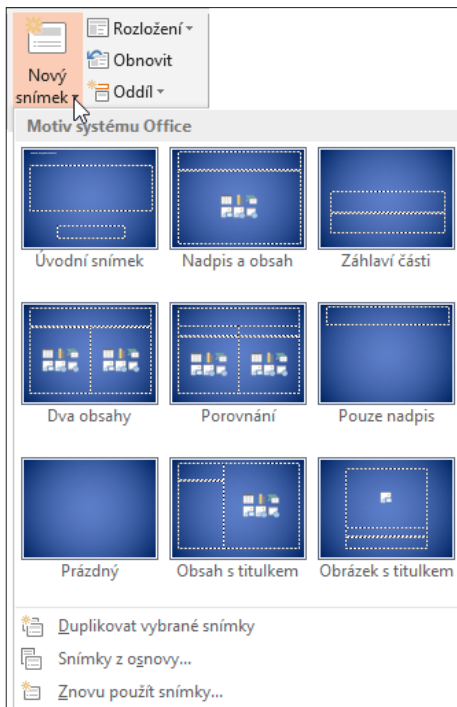 Nový
snímek
Rozložení
Obnovit
Oddíl
Motiv systému Office
Úvodní snímek
Nadpis a obsah
Záhlaví části
Dva obsahy
Porovnání
Pouze nadpis
Prázdný
Obsah s titulkem
Obrázek s titulkem
Duplikovat vybrané snímky
Snímky z osnovy...
Znovu použít snímky...